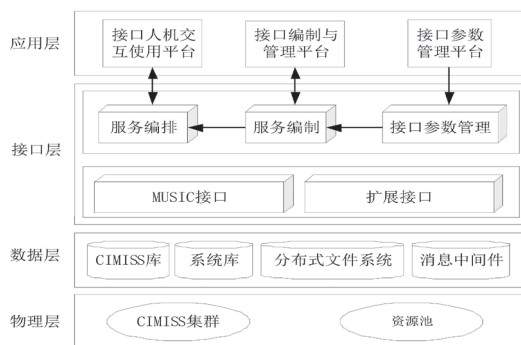 应用层
接口人机交
互使用平台
接口编制与
管理平台
接口参数
管理平台
接口层
服务编排
服务编制
接口参数管理
MUSIC接口
扩展接口
数据层
CIMISS库
系统库
分布式文件系统
消息中间件
物理层
CIMISS集群
资源池